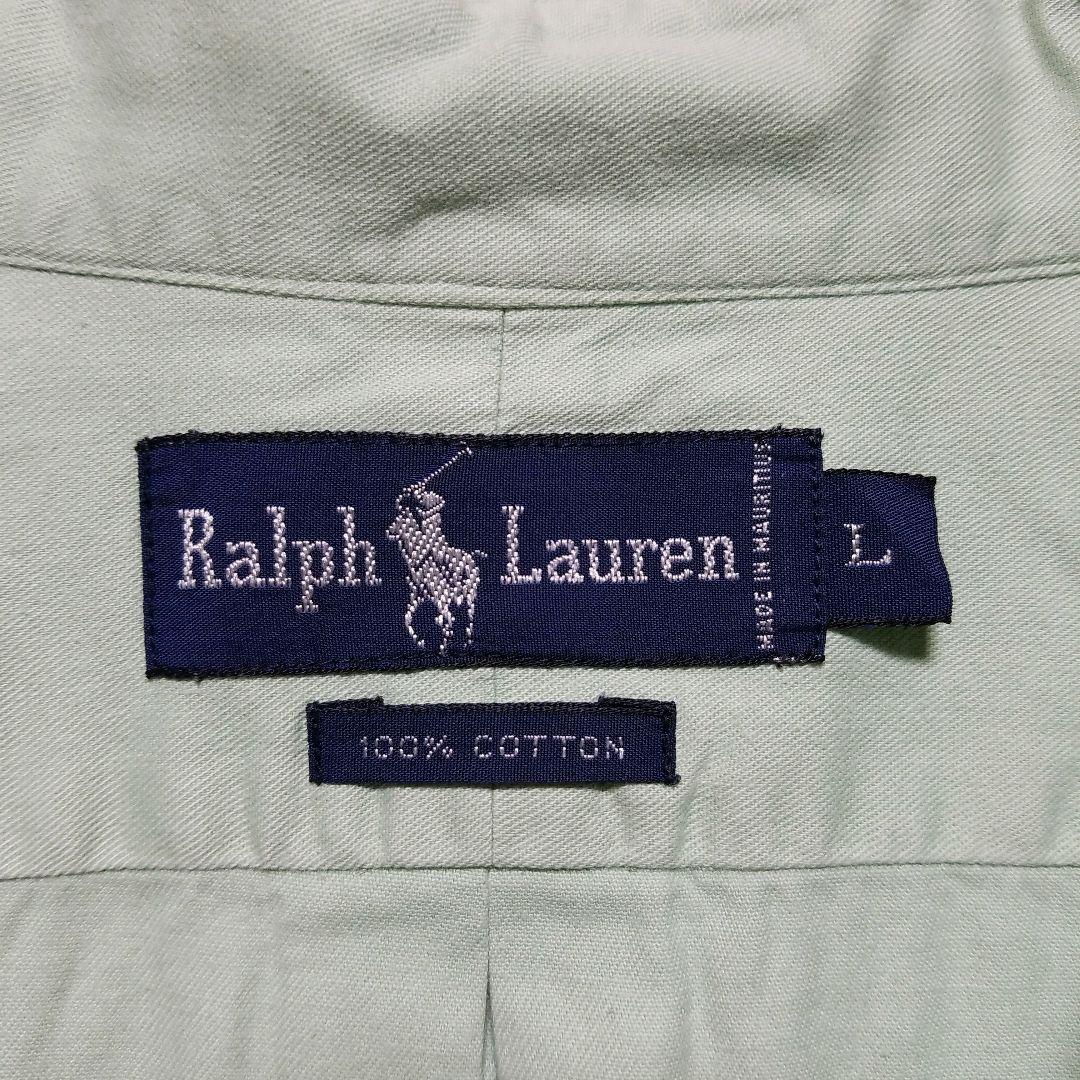 Ralph Lauren
MADE IN MAURITIUS
L
100% COTTON